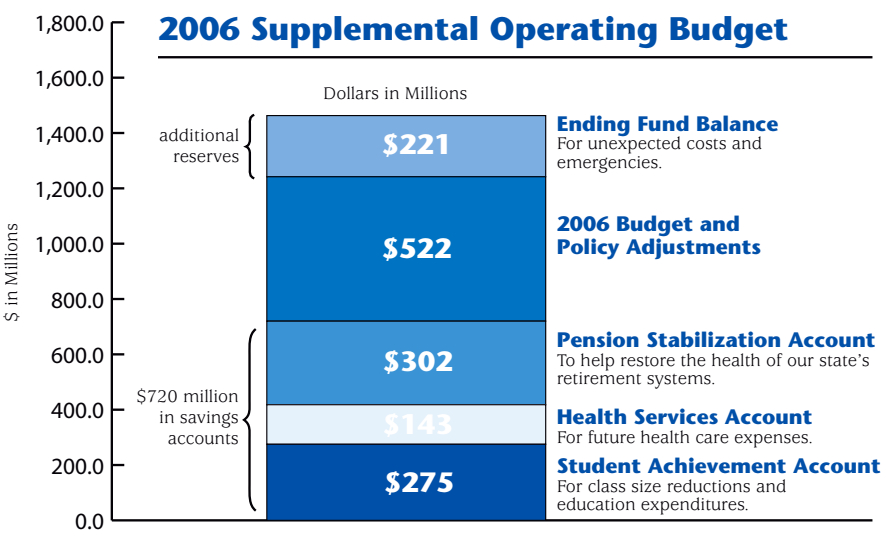 2006 Supplemental Operating Budget
Dollars in Millions
$ in Millions
1,800.0
1,600.0
1,400.0
1,200.0
1,000.0
800.0
600.0
400.0
200.0
0.0
additional
reserves
$720 million
in savings
accounts
$221
$522
$302
$143
$275
Ending Fund Balance
For unexpected costs and
emergencies.
2006 Budget and
Policy Adjustments
Pension Stabilization Account
To help restore the health of our state's
retirement systems.
Health Services Account
For future health care expenses.
Student Achievement Account
For class size reductions and
education expenditures.